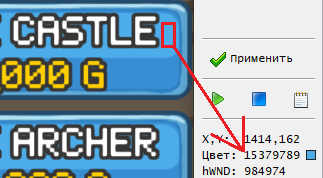 CASTLE
000 G
ARCHER
Применить
X,Y: 1414,162
Цвет: 15379789
hWND: 984974